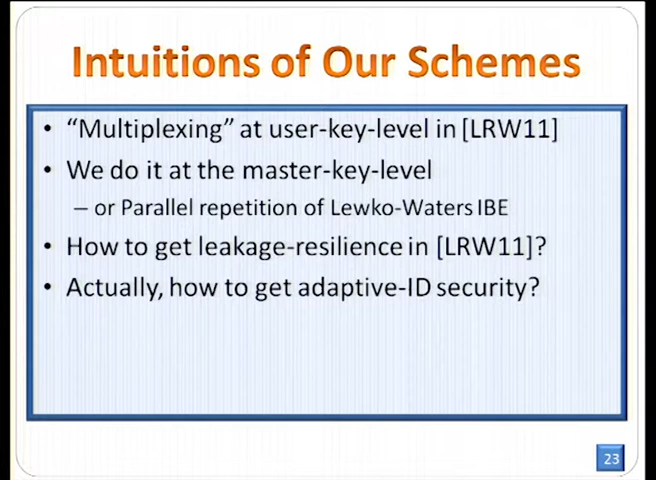 Intuitions of Our Schemes
• “Multiplexing” at user-key-level in [LRW11]
• We do it at the master-key-level
– or Parallel repetition of Lewko-Waters IBE
• How to get leakage-resilience in [LRW11]?
• Actually, how to get adaptive-ID security?
23